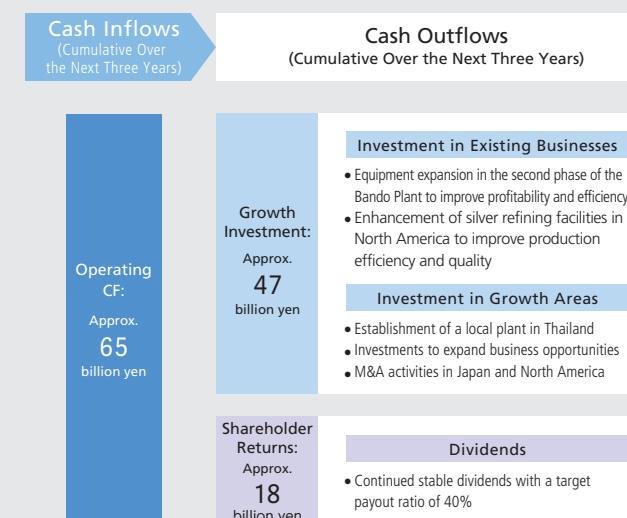 Cash Inflows
(Cumulative Over
the Next Three Years)
Cash Outflows
(Cumulative Over the Next Three Years)
Operating
CF:
Approx.
65
billion yen
Growth
Investment:
Approx.
47
billion yen
Investment in Existing Businesses
• Equipment expansion in the second phase of the
Bando Plant to improve profitability and efficiency
• Enhancement of silver refining facilities in
North America to improve production
efficiency and quality
Investment in Growth Areas
• Establishment of a local plant in Thailand
• Investments to expand business opportunities
• M&A activities in Japan and North America
Shareholder
Returns:
Approx.
18
billion yen
Dividends
• Continued stable dividends with a target
payout ratio of 40%